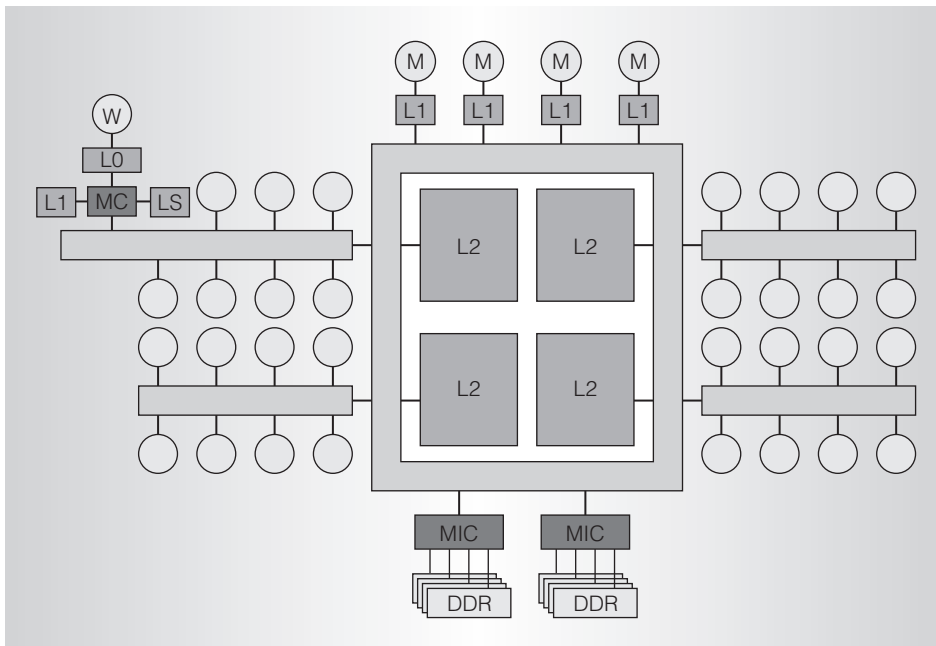 M M M M
L1 L1 L1 L1
W
L0
L1 MC LS
L2 L2
L2 L2
MIC MIC
DDR DDR